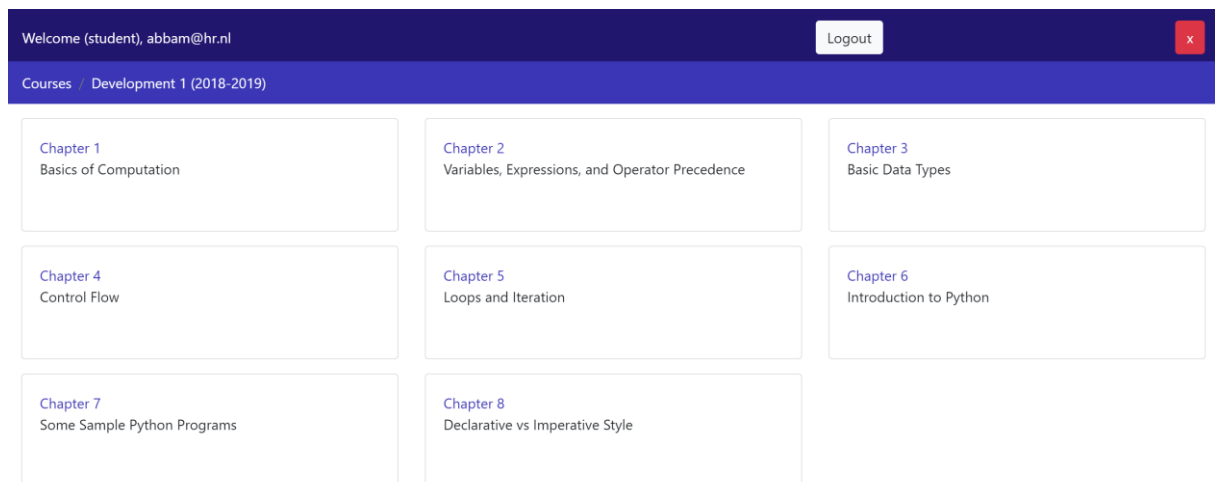 Welcome (student), abbam@hr.nl
Logout
x
Courses / Development 1 (2018-2019)
Chapter 1
Basics of Computation
Chapter 2
Variables, Expressions, and Operator Precedence
Chapter 3
Basic Data Types
Chapter 4
Control Flow
Chapter 5
Loops and Iteration
Chapter 6
Introduction to Python
Chapter 7
Some Sample Python Programs
Chapter 8
Declarative vs Imperative Style